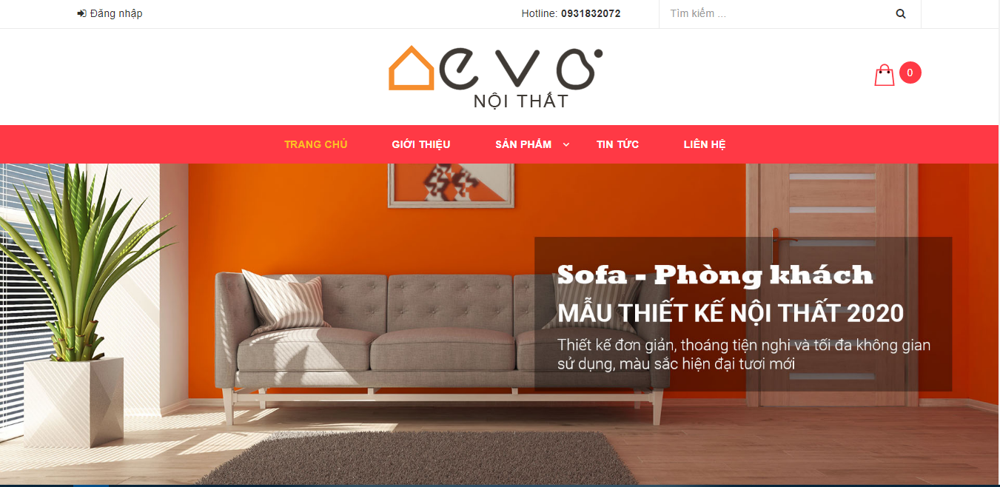 Đăng nhập
Hotline: 0931832072
Tìm kiếm ...
evo
NỘI THẤT
0
TRANG CHỦ
GIỚI THIỆU
SẢN PHẨM
TIN TỨC
LIÊN HỆ
Sofa - Phòng khách
MẪU THIẾT KẾ NỘI THẤT 2020
Thiết kế đơn giản, thoáng tiện nghi và tối đa không gian
sử dụng, màu sắc hiện đại tươi mới